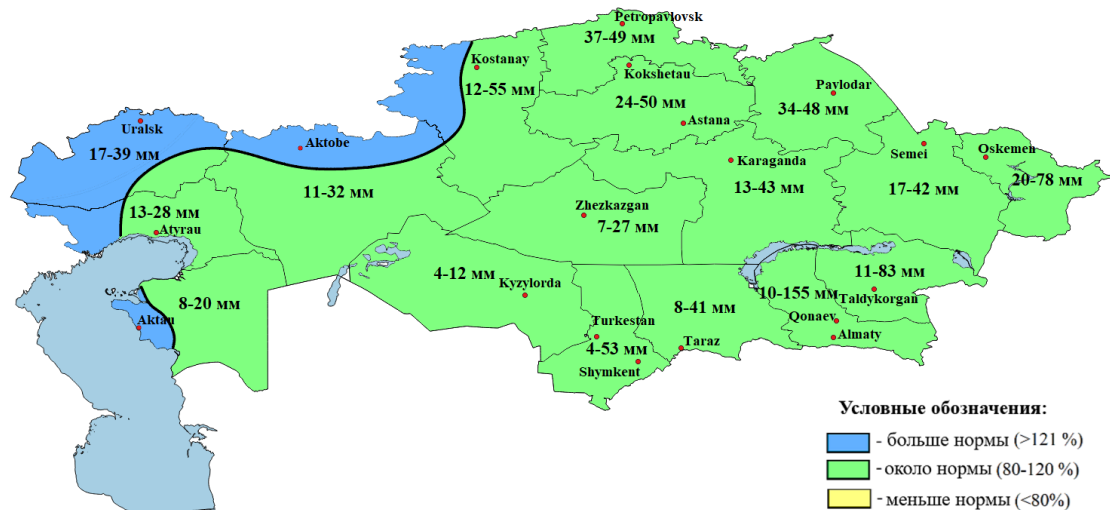 Petropavlovsk
37-49 мм
Kostanay
12-55 мм
Kokshetau
24-50 мм
Astana
Pavlodar
34-48 мм
Uralsk
17-39 мм
Aktobe
11-32 мм
Karaganda
13-43 мм
Semei
17-42 мм
Oskemen
20-78 мм
13-28 мм
Atyrau
Zhezkazgan
7-27 мм
8-20 мм
Aktau
4-12 мм
Kyzylorda
8-41 мм
11-83 мм
10-155 мм
Taldykorgan
Qonaev
Turkestan
4-53 мм
Shymkent
Taraz
Almaty
Условные обозначения:
- больше нормы (>121 %)
- около нормы (80-120 %)
- меньше нормы (<80%)